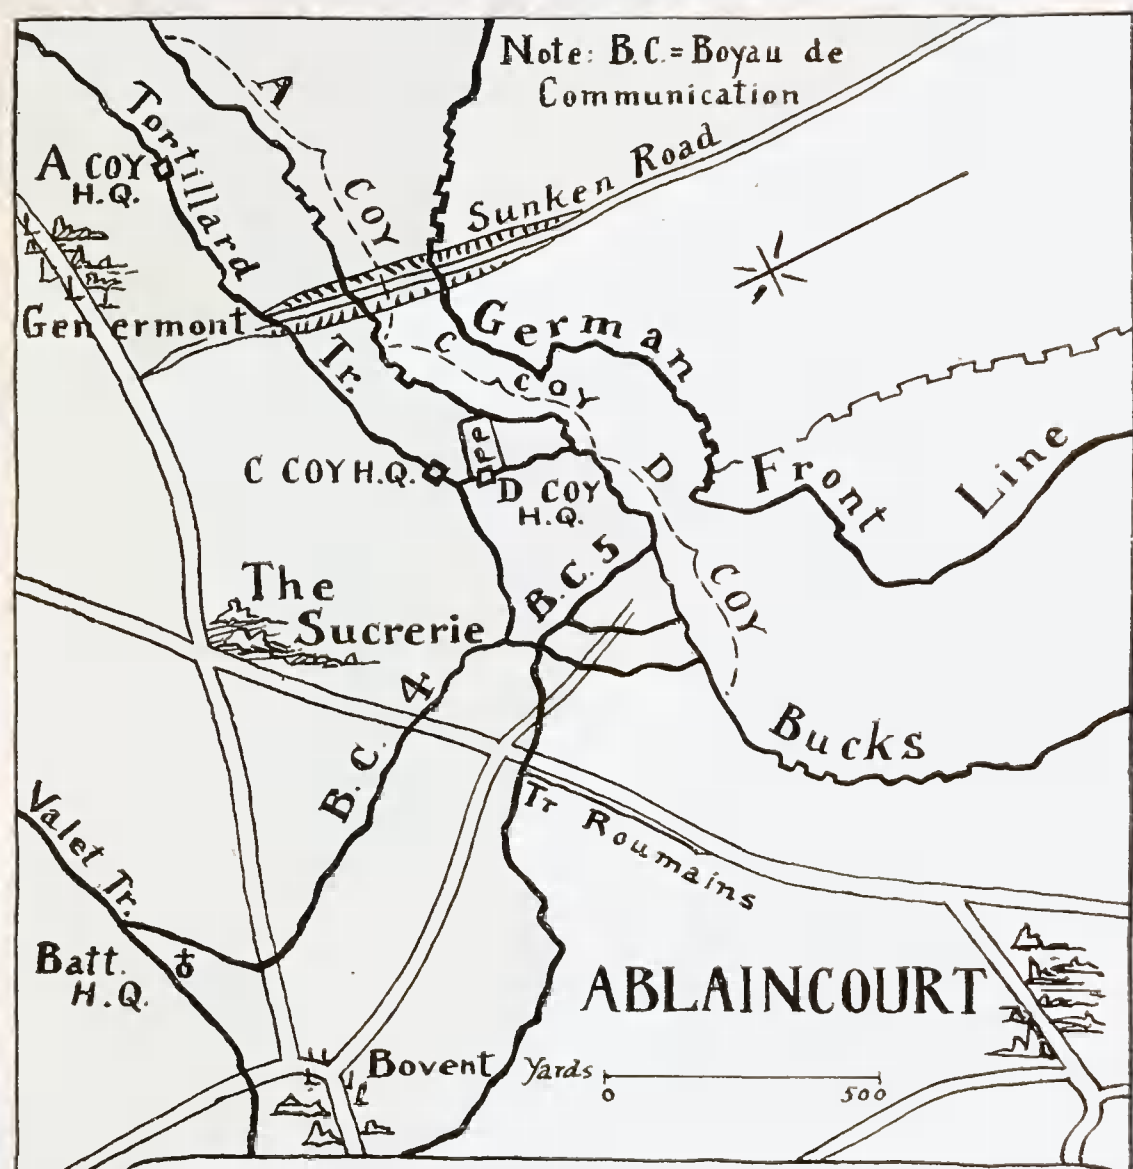 Note: B.C. = Boyau de
Communication
A
COY
Tortillard
Tr.
A COY
H.Q.
Sunken Road
Genermont
German
Front
Line
C
COY
PP
C COY H.Q.
D COY
H.Q.
D
COY
B.C. 5
The
Sucrerie
B.C. 4
Bucks
Valet Tr.
Tr Roumains
Batt.
H.Q.
ABLAINCOURT
Bovent
Yards
0
500